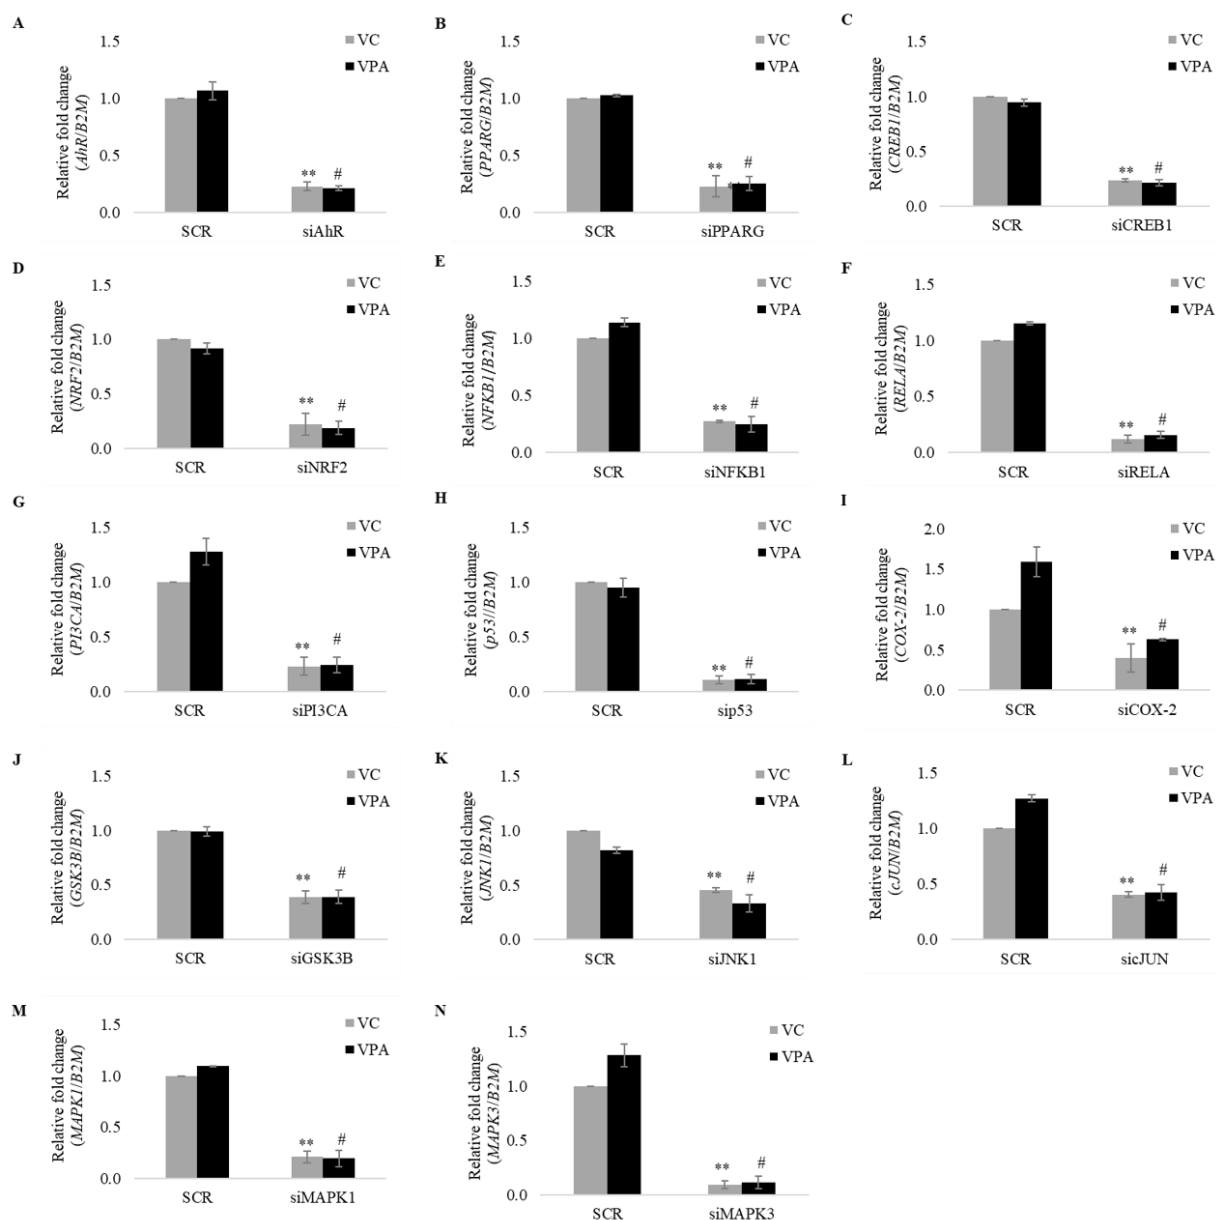 A
Relative fold change
(AhR/B2M)
1.5
1.0
0.5
0.0
VC
VPA
**
#
SCR
siAhR
B
Relative fold change
(PPARG/B2M)
1.5
1.0
0.5
0.0
VC
VPA
**
#
**
SCR
siPPARG
C
Relative fold change
(CREB1/B2M)
1.5
1.0
0.5
0.0
VC
VPA
**
#
SCR
siCREB1
D
Relative fold change
(NRF2/B2M)
1.5
1.0
0.5
0.0
VC
VPA
**
#
SCR
siNRF2
E
Relative fold change
(NFKB1/B2M)
1.5
1.0
0.5
0.0
VC
VPA
**
#
SCR
siNFKB1
F
Relative fold change
(RELA/B2M)
1.5
1.0
0.5
0.0
VC
VPA
**
#
SCR
siRELA
G
Relative fold change
(PI3CA/B2M)
1.5
1.0
0.5
0.0
VC
VPA
**
#
SCR
siPI3CA
H
Relative fold change
(p53//B2M)
1.5
1.0
0.5
0.0
VC
VPA
**
#
SCR
sip53
I
Relative fold change
(COX-2/B2M)
2.0
1.5
1.0
0.5
0.0
VC
VPA
**
#
SCR
siCOX-2
J
Relative fold change
(GSK3B/B2M)
1.5
1.0
0.5
0.0
VC
VPA
**
#
SCR
siGSK3B
K
Relative fold change
(JNK1/B2M)
1.5
1.0
0.5
0.0
VC
VPA
**
#
SCR
siJNK1
L
Relative fold change
(cJUN/B2M)
1.5
1.0
0.5
0.0
VC
VPA
**
#
SCR
sicJUN
M
Relative fold change
(MAPK1/B2M)
1.5
1.0
0.5
0.0
VC
VPA
**
#
SCR
siMAPK1
N
Relative fold change
(MAPK3/B2M)
1.5
1.0
0.5
0.0
VC
VPA
**
#
SCR
siMAPK3